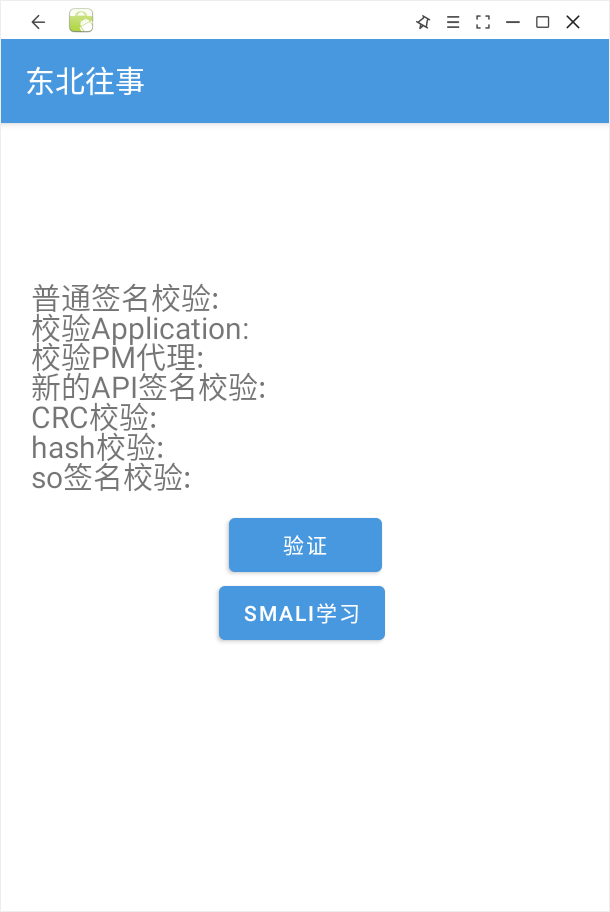 东北往事
普通签名校验:
校验Application:
校验PM代理:
新的API签名校验:
CRC校验:
hash校验:
so签名校验:
验证
SMALI学习